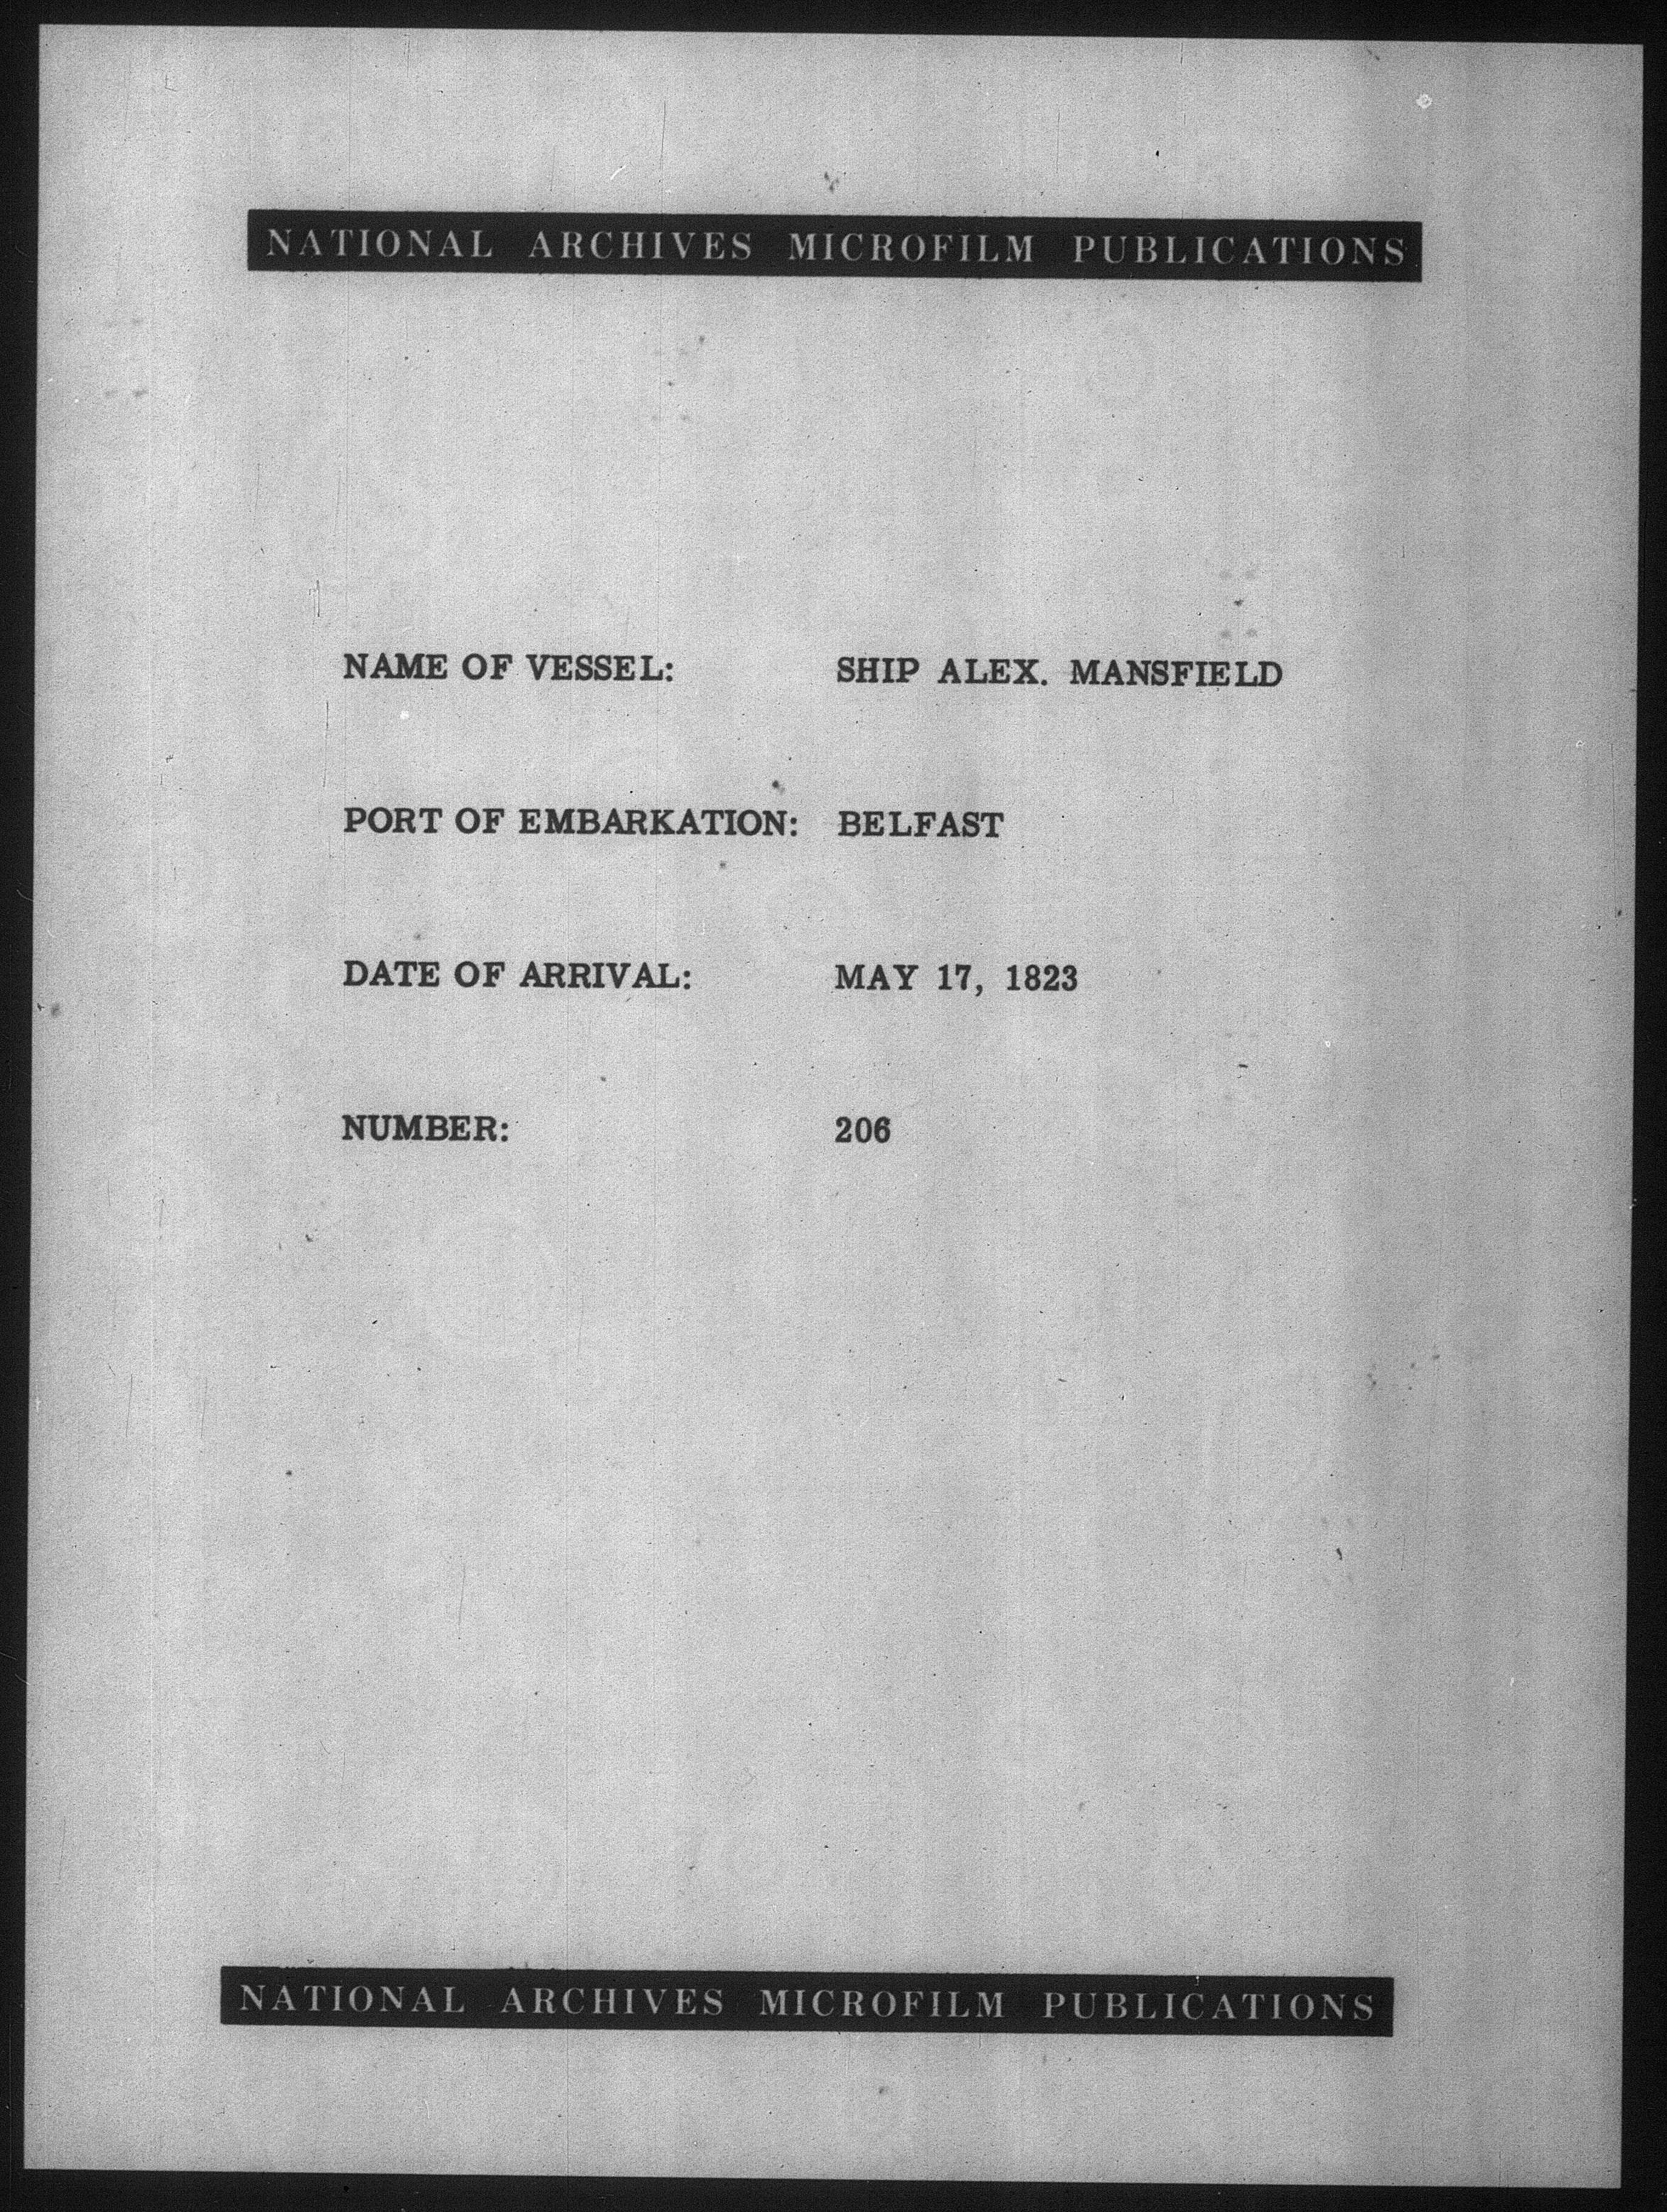 NATIONAL ARCHIVES MICROFILM PUBLICATIONS
NAME OF VESSEL: SHIP ALEX. MANSFIELD
PORT OF EMBARKATION: BELFAST
DATE OF ARRIVAL: MAY 17, 1823
NUMBER: 206
NATIONAL ARCHIVES MICROFILM PUBLICATIONS